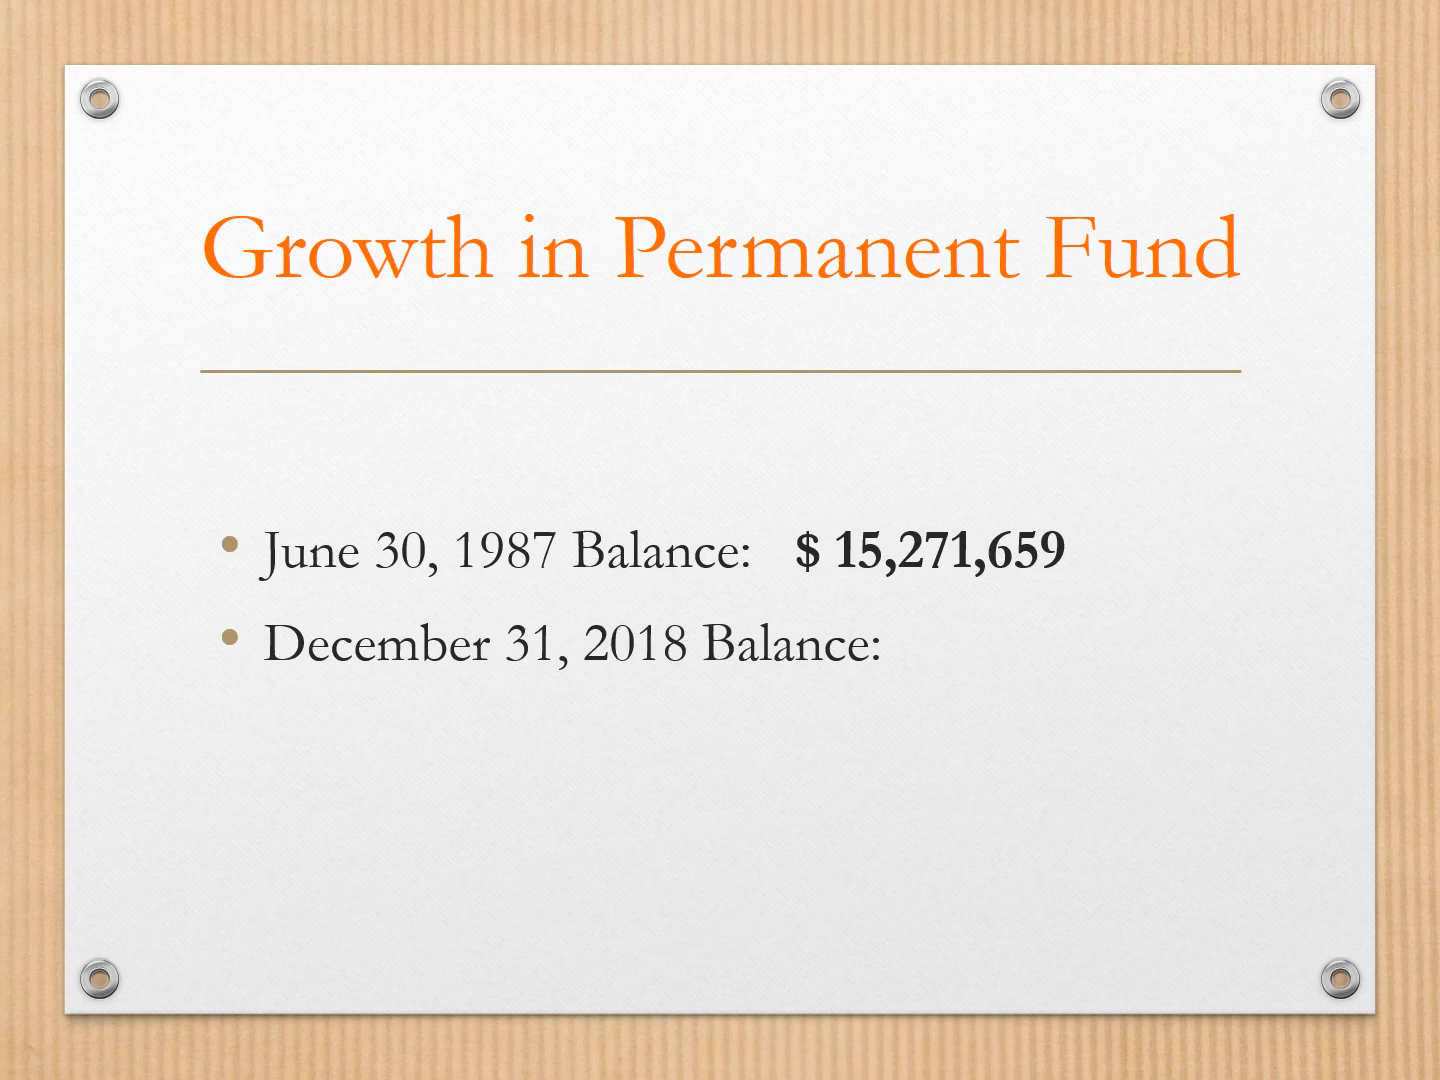 Growth in Permanent Fund
• June 30, 1987 Balance: $ 15,271,659
• December 31, 2018 Balance: